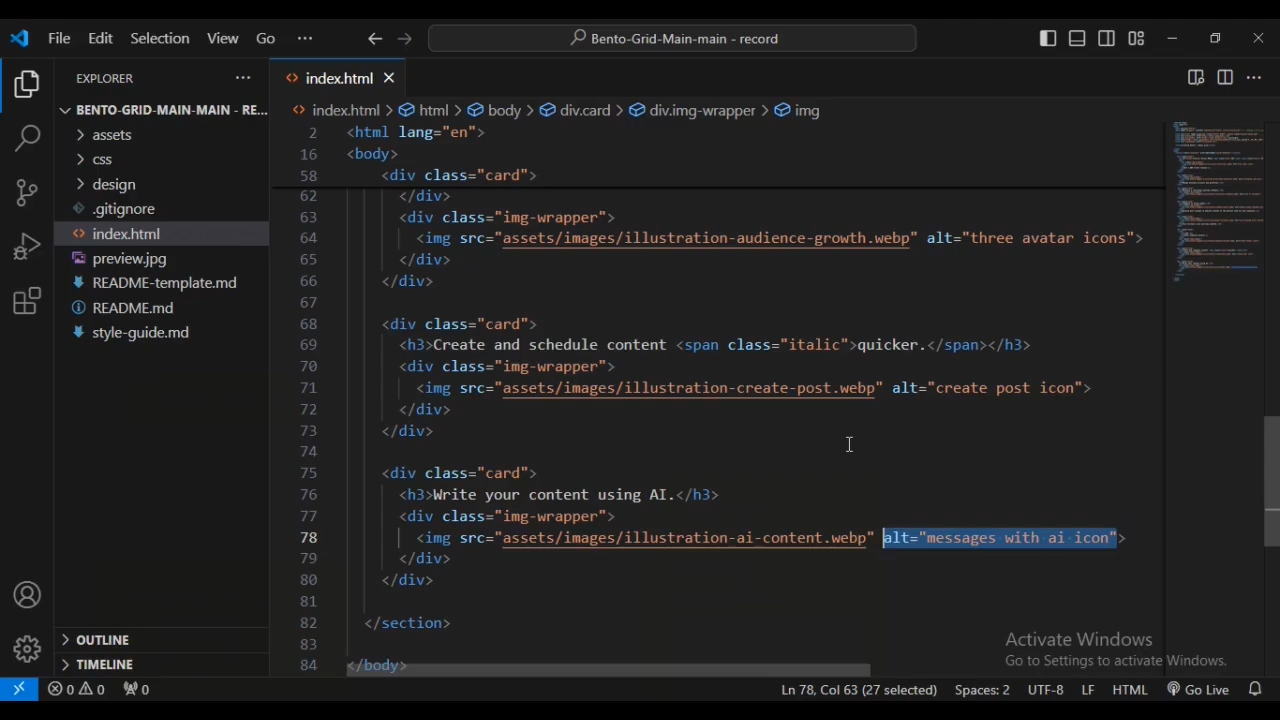 File Edit Selection View Go ··· Bento-Grid-Main-main - record
EXPLORER ···
index.html
BENTO-GRID-MAIN-MAIN - RE...
assets
css
design
.gitignore
index.html
preview.jpg
README-template.md
README.md
style-guide.md
OUTLINE
TIMELINE
index.html > html > body > div.card > div.img-wrapper > img
2 <html lang="en">
16 <body>
58 <div class="card">
62 </div>
63 <div class="img-wrapper">
64 <img src="assets/images/illustration-audience-growth.webp" alt="three avatar icons">
65 </div>
66 </div>
67
68 <div class="card">
69 <h3>Create and schedule content <span class="italic">quicker.</span></h3>
70 <div class="img-wrapper">
71 <img src="assets/images/illustration-create-post.webp" alt="create post icon">
72 </div>
73 </div>
74
75 <div class="card">
76 <h3>Write your content using AI.</h3>
77 <div class="img-wrapper">
78 <img src="assets/images/illustration-ai-content.webp" alt="messages with ai icon">
79 </div>
80 </div>
81
82 </section>
83
84 </body>
Activate Windows
Go to Settings to activate Windows.
0 0 0 Ln 78, Col 63 (27 selected) Spaces: 2 UTF-8 LF HTML Go Live